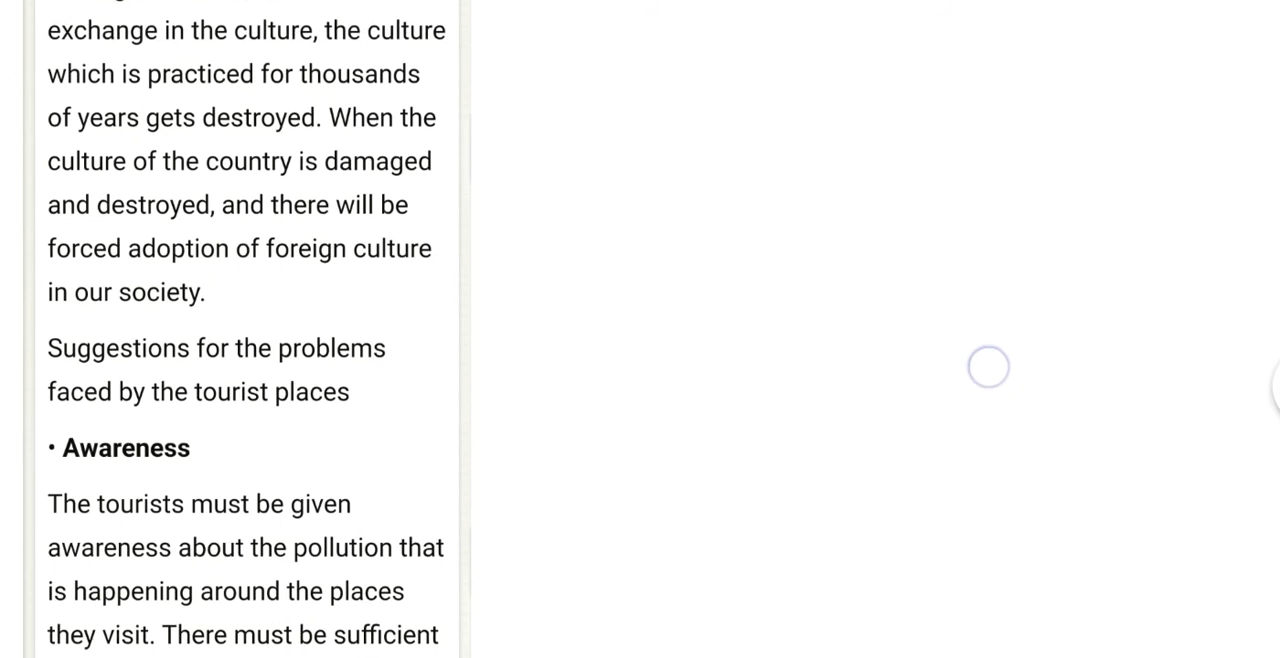 exchange in the culture, the culture
which is practiced for thousands
of years gets destroyed. When the
culture of the country is damaged
and destroyed, and there will be
forced adoption of foreign culture
in our society.
Suggestions for the problems
faced by the tourist places
• Awareness
The tourists must be given
awareness about the pollution that
is happening around the places
they visit. There must be sufficient